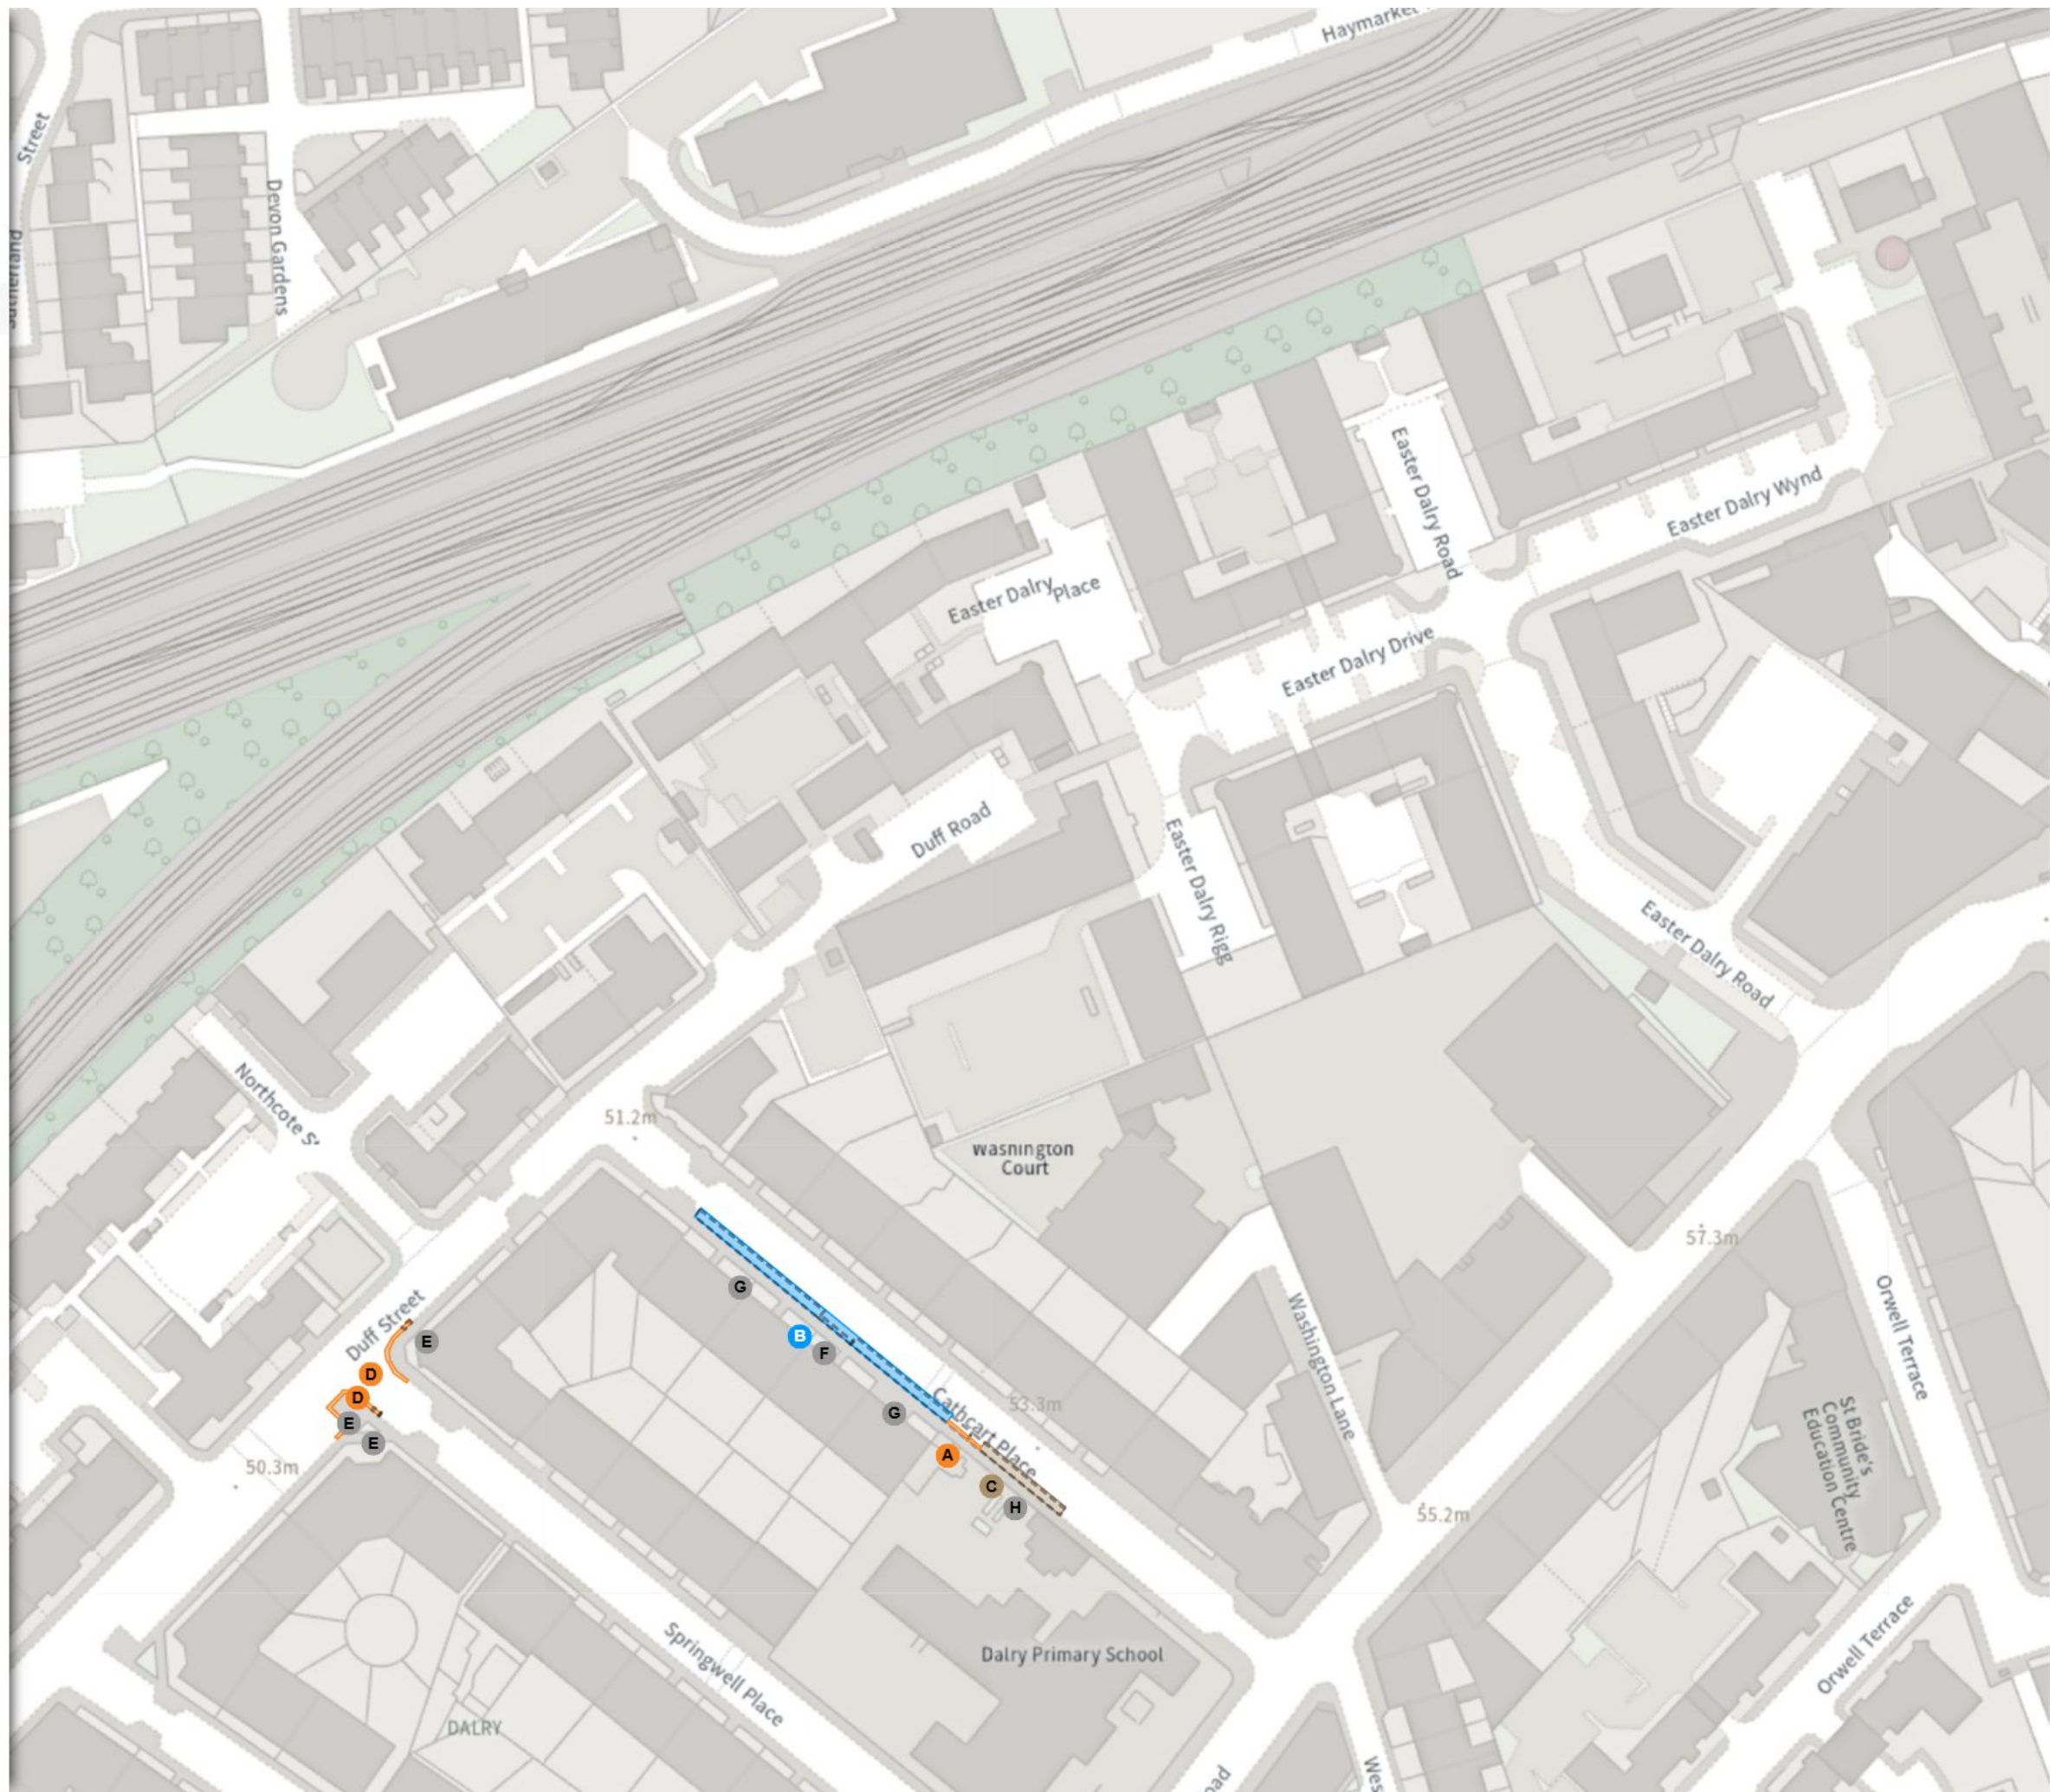 Haymarket
Street
Devon Gardens
Easter Dalry Road
Easter Dalry Wynd
Easter Dalry
Place
Easter Dalry Drive
Duff Road
Easter Dalry Rigg
Easter Dalry Road
Northcote St
51.2m
Washington
Court
57.3m
G
Duff Street
E
B
F
Washington Lane
Orwell Terrace
D
D
E
E
G
Cathcart Place
53.3m
St Bride's
Community
Education Centre
50.3m
A
C
H
55.2m
Dalry Primary School
Springwell Place
Orwell Terrace
DALRY
oad
Wes